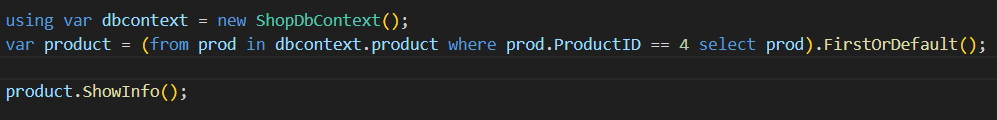 using var dbcontext = new ShopDbContext();
var product = (from prod in dbcontext.product where prod.ProductID == 4 select prod).FirstOrDefault();
product.ShowInfo();